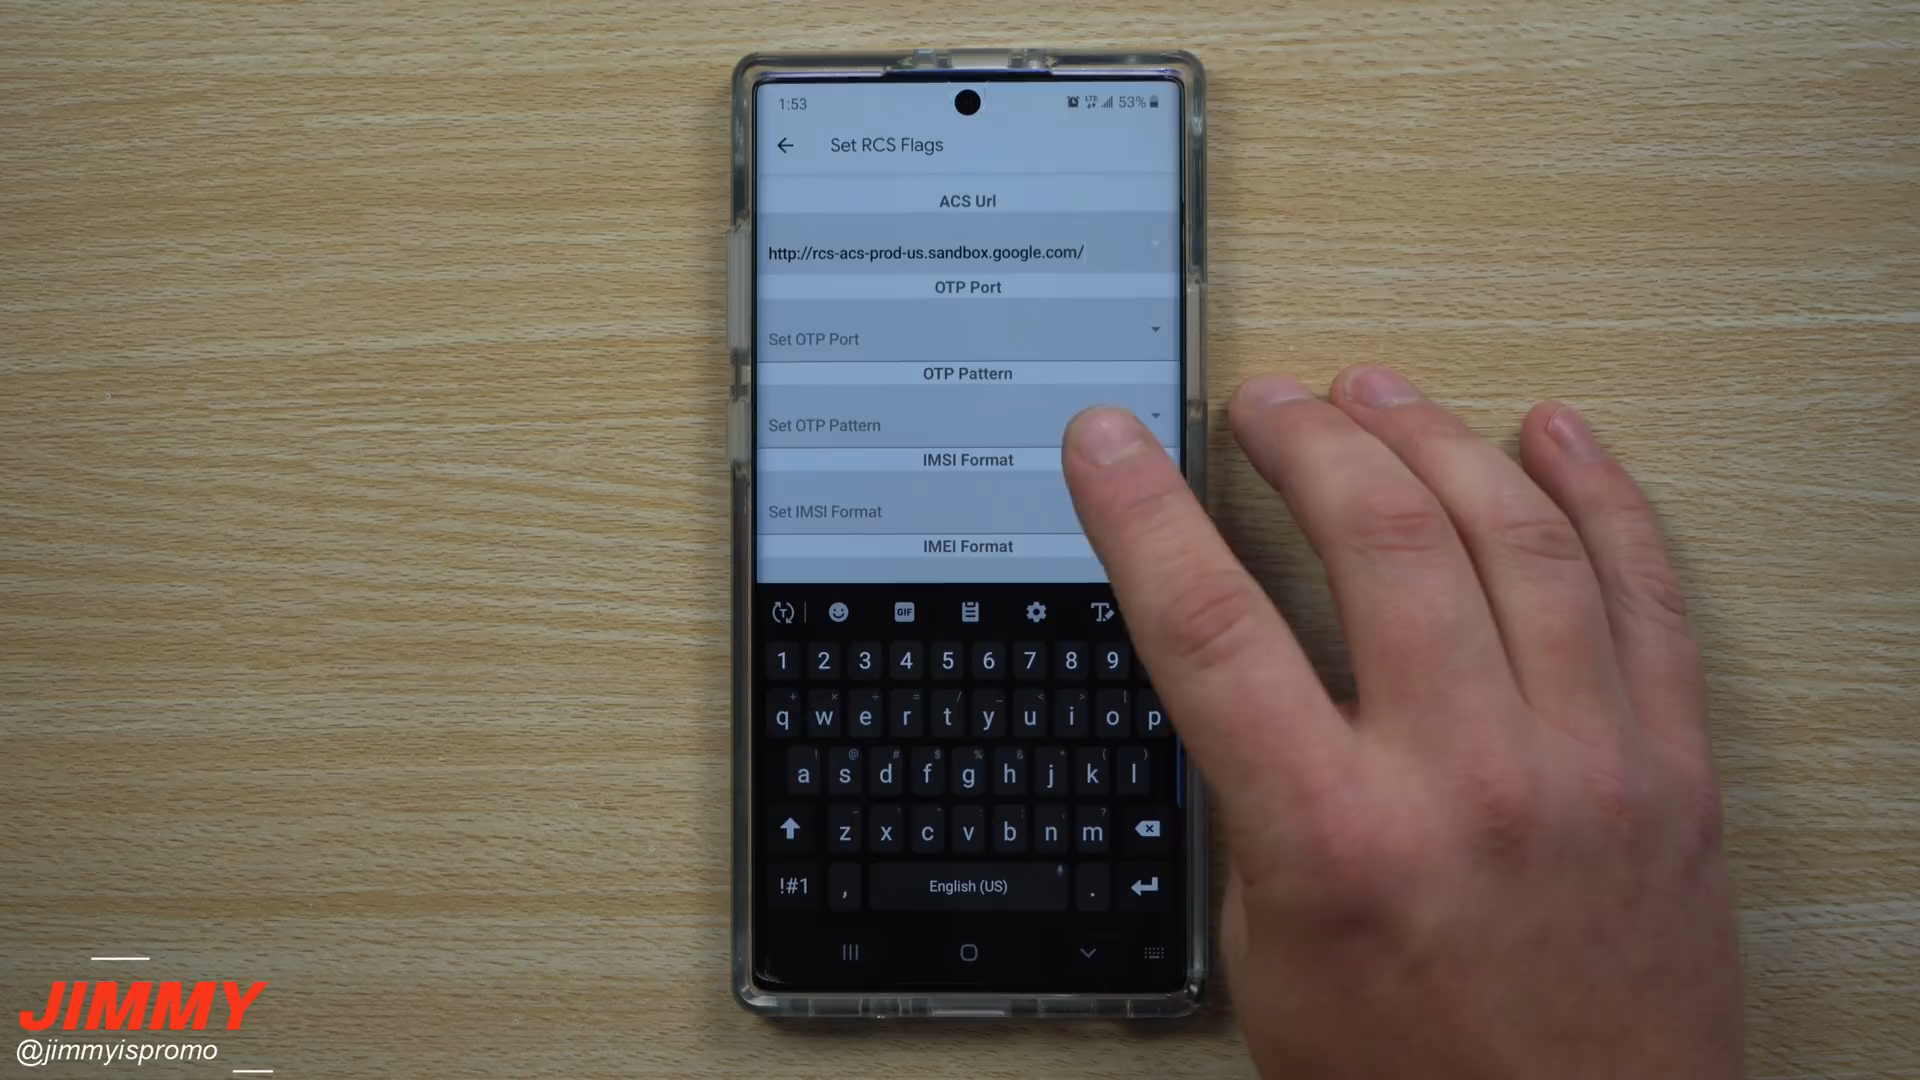 1:53
LTE 53%
Set RCS Flags
ACS Url
http://rcs-acs-prod-us.sandbox.google.com/
OTP Port
Set OTP Port
OTP Pattern
Set OTP Pattern
IMSI Format
Set IMSI Format
IMEI Format
T GIF T
1 2 3 4 5 6 7 8 9
q w e r t y u i o p
a s d f g h j k l
z x c v b n m
!#1 , English (US) .
JIMMY
@jimmyispromo